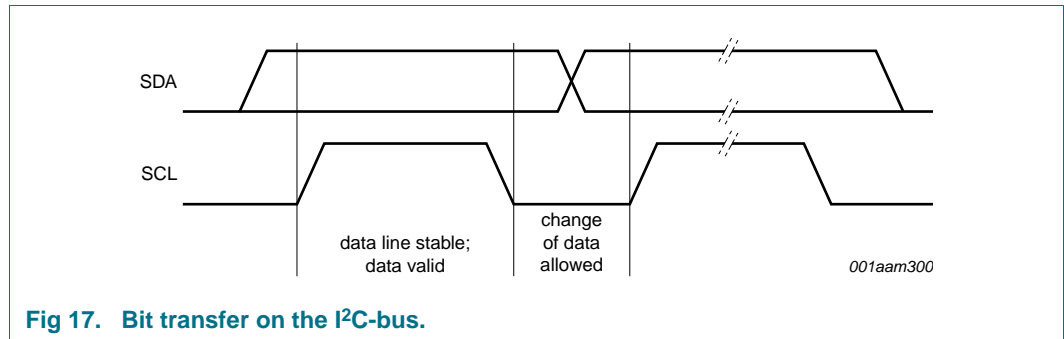 SDA
SCL
data line stable;
data valid
change
of data
allowed
001aam300
Fig 17. Bit transfer on the I²C-bus.